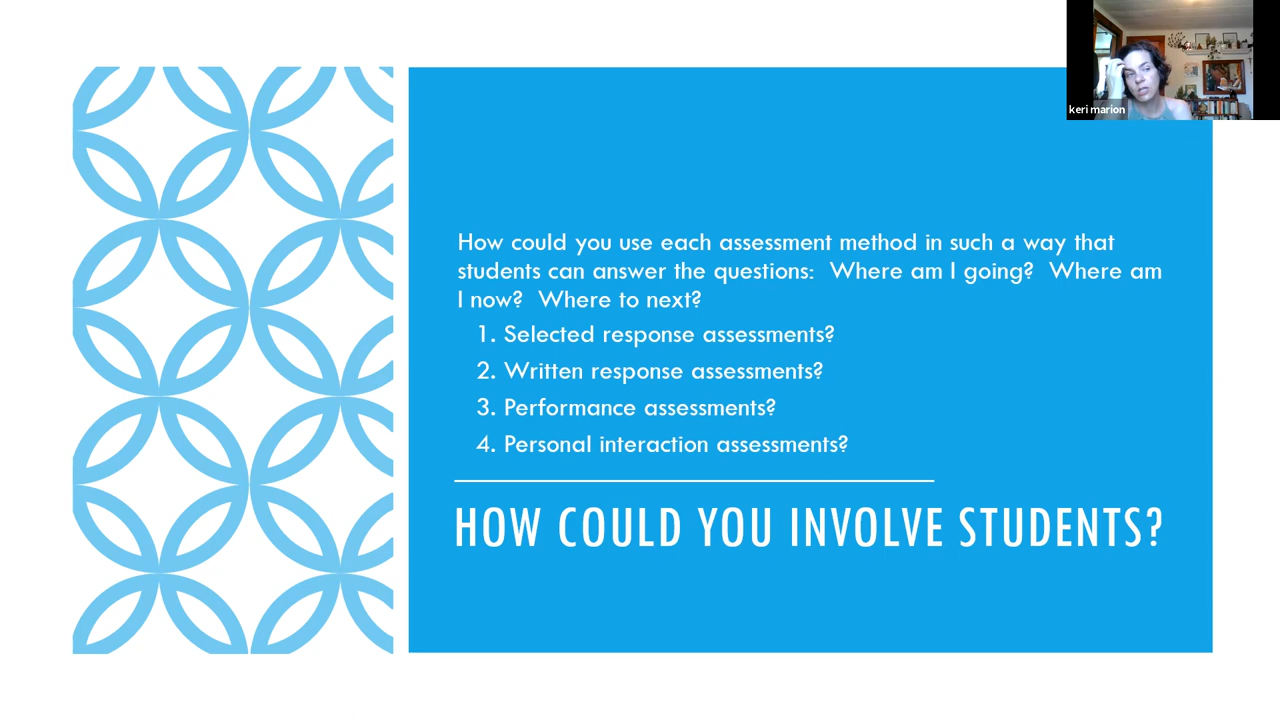 keri marion
How could you use each assessment method in such a way that
students can answer the questions:  Where am I going?  Where am
I now?  Where to next?
1. Selected response assessments?
2. Written response assessments?
3. Performance assessments?
4. Personal interaction assessments?
HOW COULD YOU INVOLVE STUDENTS?